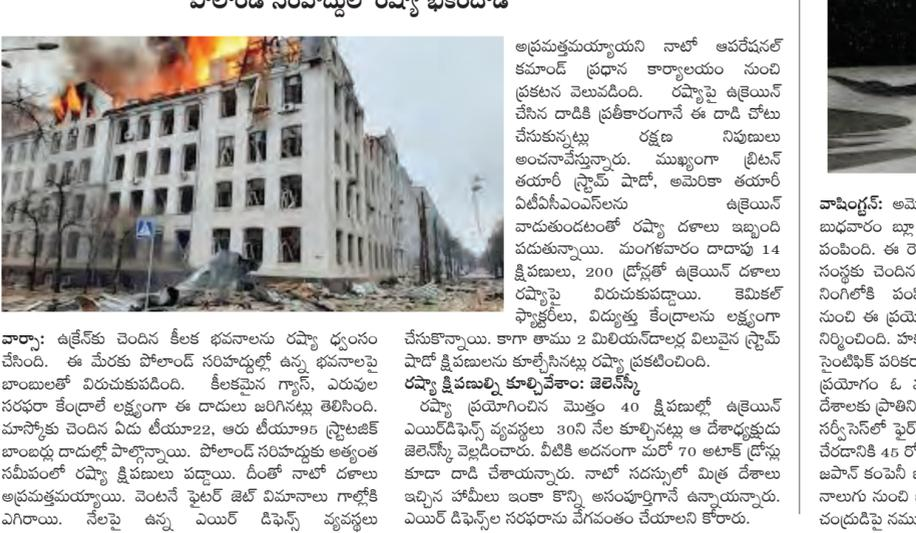 పోలాండ్ సరిహద్దుల్లో రష్యా భీకరదాడి
వార్సా: ఉక్రేన్‌కు చెందిన కీలక భవనాలను రష్యా ధ్వంసం
చేసింది. ఈ మేరకు పోలాండ్ సరిహద్దుల్లో ఉన్న భవనాలపై
బాంబులతో విరుచుకుపడింది. కీలకమైన గ్యాస్, ఎరువుల
సరఫరా కేంద్రాలే లక్ష్యంగా ఈ దాడులు జరిగినట్లు తెలిసింది.
మాస్కోకు చెందిన ఏడు టీయూ22, ఆరు టీయూ95 స్ట్రాటజిక్
బాంబర్లు దాడుల్లో పాల్గొన్నాయి. పోలాండ్ సరిహద్దుకు అత్యంత
సమీపంలో రష్యా క్షిపణులు పడ్డాయి. దీంతో నాటో దళాలు
అప్రమత్తమయ్యాయి. వెంటనే ఫైటర్ జెట్ విమానాలు గాల్లోకి
ఎగిరాయి. నేలపై ఉన్న ఎయిర్ డిఫెన్స్ వ్యవస్థలు
అప్రమత్తమయ్యాయని నాటో ఆపరేషనల్
కమాండ్ ప్రధాన కార్యాలయం నుంచి
ప్రకటన వెలువడింది. రష్యాపై ఉక్రెయిన్
చేసిన దాడికి ప్రతీకారంగానే ఈ దాడి చోటు
చేసుకున్నట్లు రక్షణ నిపుణులు
అంచనావేస్తున్నారు. ముఖ్యంగా బ్రిటన్
తయారీ స్ట్రామ్ షాడో, అమెరికా తయారీ
ఏటీఏసీఎంఎస్‌లను ఉక్రెయిన్
వాడుతుండటంతో రష్యా దళాలు ఇబ్బంది
పడుతున్నాయి. మంగళవారం దాదాపు 14
క్షిపణులు, 200 డ్రోన్లతో ఉక్రెయిన్ దళాలు
రష్యాపై విరుచుకుపడ్డాయి. కెమికల్
ఫ్యాక్టరీలు, విద్యుత్తు కేంద్రాలను లక్ష్యంగా
చేసుకొన్నాయి. కాగా తాము 2 మిలియన్‌డాలర్ల విలువైన స్ట్రామ్
షాడో క్షిపణులను కూల్చేసినట్లు రష్యా ప్రకటించింది.
రష్యా క్షిపణుల్ని కూల్చివేశాం: జెలెన్‌స్కీ
రష్యా ప్రయోగించిన మొత్తం 40 క్షిపణుల్లో ఉక్రెయిన్
ఎయిర్‌డిఫెన్స్ వ్యవస్థలు 30ని నేల కూల్చినట్లు ఆ దేశాధ్యక్షుడు
జెలెన్‌స్కీ వెల్లడించారు. వీటికి అదనంగా మరో 70 అటాక్ డ్రోన్లు
కూడా దాడి చేశాయన్నారు. నాటో సదస్సులో మిత్ర దేశాలు
ఇచ్చిన హామీలు ఇంకా కొన్ని అసంపూర్తిగానే ఉన్నాయన్నారు.
ఎయిర్ డిఫెన్స్‌ల సరఫరాను వేగవంతం చేయాలని కోరారు.
వాషింగ్టన్:
బుధవారం
పంపింది. ఈ
సంస్థకు చెందిన
నింగిలోకి
నుంచి ఈ
నిర్మించింది.
సైంటిఫిక్
ప్రయోగం ఓ
దేశాలకు
సర్వీసెస్‌లో
చేరడానికి 45
జపాన్ కంపెనీ
నాలుగు నుంచి
చంద్రుడిపై